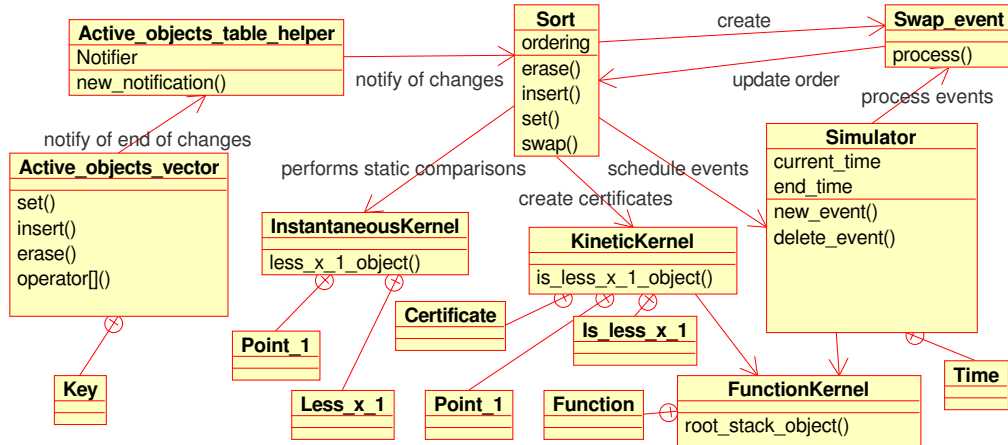 Active_objects_table_helper
Notifier
new_notification()
Sort
ordering
erase()
insert()
set()
swap()
Swap_event
process()
create
update order
notify of changes
process events
notify of end of changes
Active_objects_vector
set()
insert()
erase()
operator[]()
performs static comparisons
schedule events
create certificates
Simulator
current_time
end_time
new_event()
delete_event()
InstantaneousKernel
less_x_1_object()
KineticKernel
is_less_x_1_object()
Certificate
Point_1
Is_less_x_1
Key
Less_x_1
Point_1
Function
FunctionKernel
root_stack_object()
Time